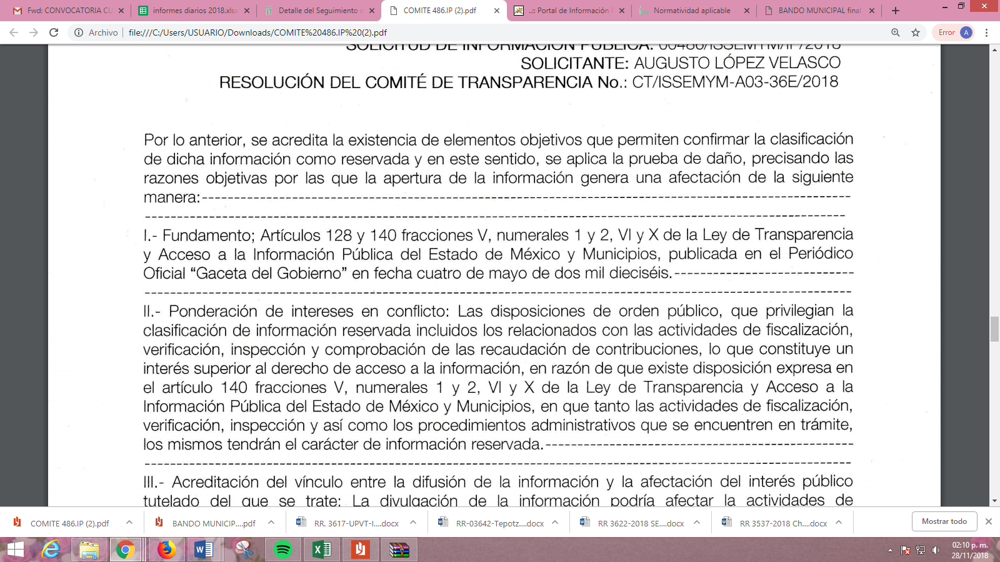 Fwd: CONVOCATORIA CU
informes diarios 2018.xlsx
Detalle del Seguimiento d
COMITE 486.IP (2).pdf
..:: Portal de Información
Normatividad aplicable
BANDO MUNICIPAL final
Archivo
file:///C:/Users/USUARIO/Downloads/COMITE%20486.IP%20(2).pdf
Error
A
SOLICITUD DE INFORMACIÓN PÚBLICA: 00486/ISSEMYM/IP/2018
SOLICITANTE: AUGUSTO LÓPEZ VELASCO
RESOLUCIÓN DEL COMITÉ DE TRANSPARENCIA No.: CT/ISSEMYM-A03-36E/2018
Por lo anterior, se acredita la existencia de elementos objetivos que permiten confirmar la clasificación
de dicha información como reservada y en este sentido, se aplica la prueba de daño, precisando las
razones objetivas por las que la apertura de la información genera una afectación de la siguiente
manera:
I.- Fundamento; Artículos 128 y 140 fracciones V, numerales 1 y 2, VI y X de la Ley de Transparencia
y Acceso a la Información Pública del Estado de México y Municipios, publicada en el Periódico
Oficial “Gaceta del Gobierno” en fecha cuatro de mayo de dos mil dieciséis.
II.- Ponderación de intereses en conflicto: Las disposiciones de orden público, que privilegian la
clasificación de información reservada incluidos los relacionados con las actividades de fiscalización,
verificación, inspección y comprobación de las recaudación de contribuciones, lo que constituye un
interés superior al derecho de acceso a la información, en razón de que existe disposición expresa en
el artículo 140 fracciones V, numerales 1 y 2, VI y X de la Ley de Transparencia y Acceso a la
Información Pública del Estado de México y Municipios, en que tanto las actividades de fiscalización,
verificación, inspección y así como los procedimientos administrativos que se encuentren en trámite,
los mismos tendrán el carácter de información reservada.
III.- Acreditación del vínculo entre la difusión de la información y la afectación del interés público
tutelado del que se trate: La divulgación de la información podría afectar la actividades de
COMITE 486.IP (2).pdf
BANDO MUNICIP....pdf
RR. 3617-UPVT-I....docx
RR-03642-Tepotz....docx
RR 3622-2018 SE....docx
RR 3537-2018 Ch....docx
Mostrar todo
02:10 p. m.
28/11/2018